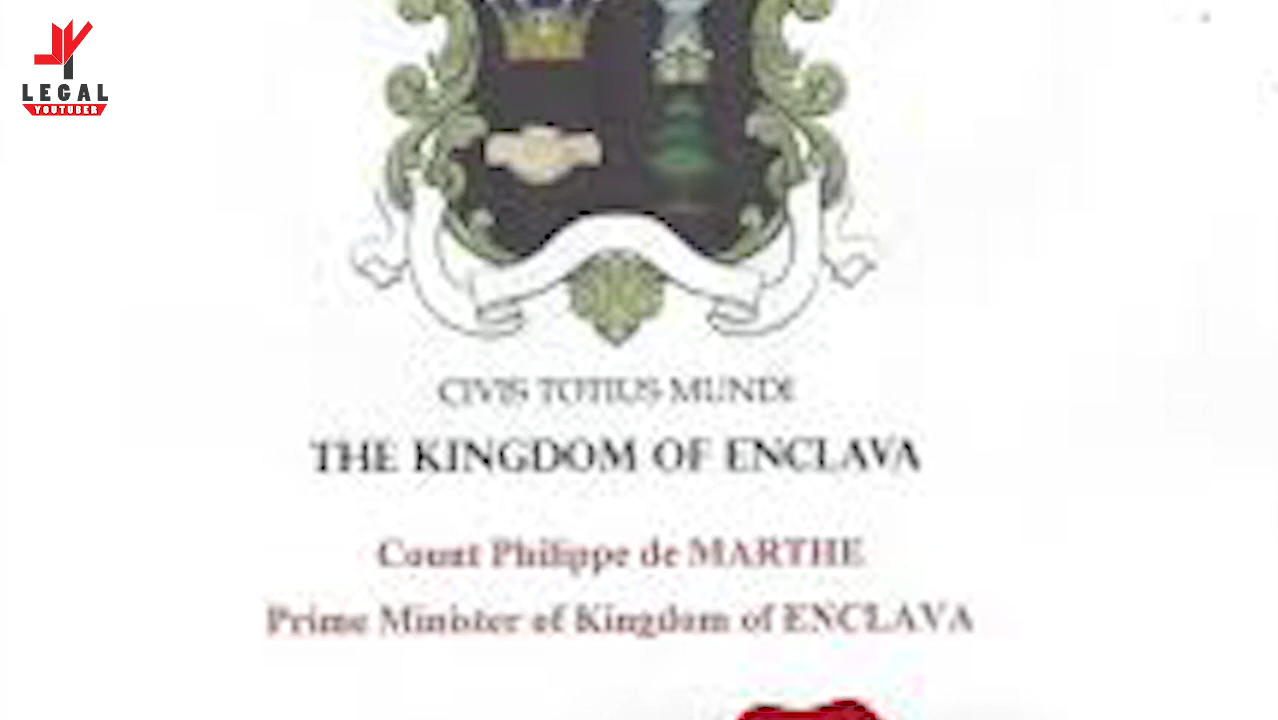 LEGAL
YOUTUBER
CIVIS TOTIUS MUNDI
THE KINGDOM OF ENCLAVA
Count Philippe de MARTHE
Prime Minister of Kingdom of ENCLAVA